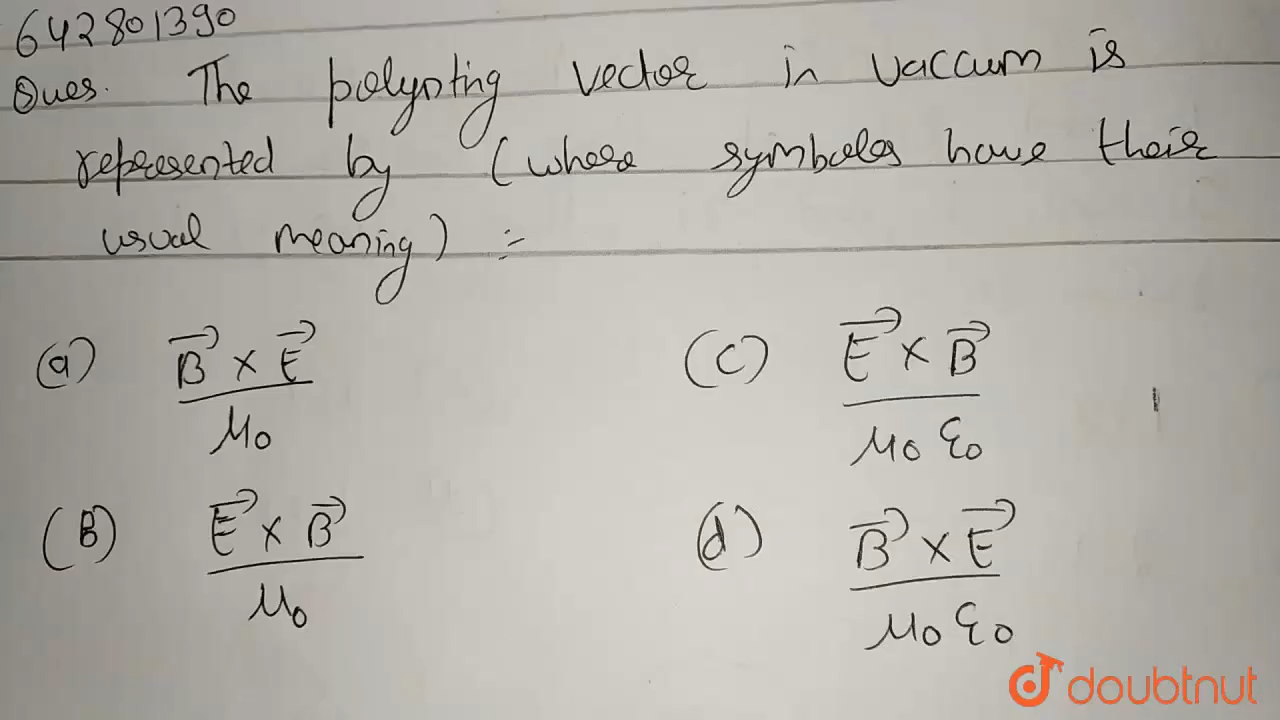 642801390
Ques. The polynting vector in vaccum is
represented by (where symboles have their
usual meaning) :-
(a) B⃗ × E⃗ / μ0
(c) E⃗ × B⃗ / μ0 ε0
(B) E⃗ × B⃗ / μ0
(d) B⃗ × E⃗ / μ0 ε0
doubtnut